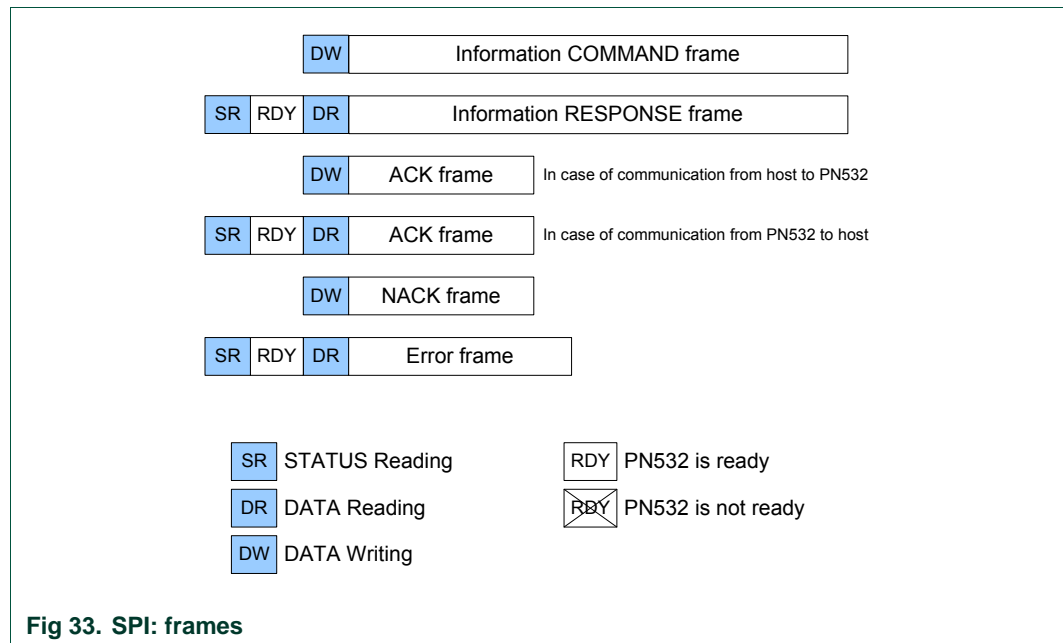 DW Information COMMAND frame
SR RDY DR Information RESPONSE frame
DW ACK frame In case of communication from host to PN532
SR RDY DR ACK frame In case of communication from PN532 to host
DW NACK frame
SR RDY DR Error frame
SR STATUS Reading RDY PN532 is ready
DR DATA Reading RDY PN532 is not ready
DW DATA Writing
Fig 33. SPI: frames